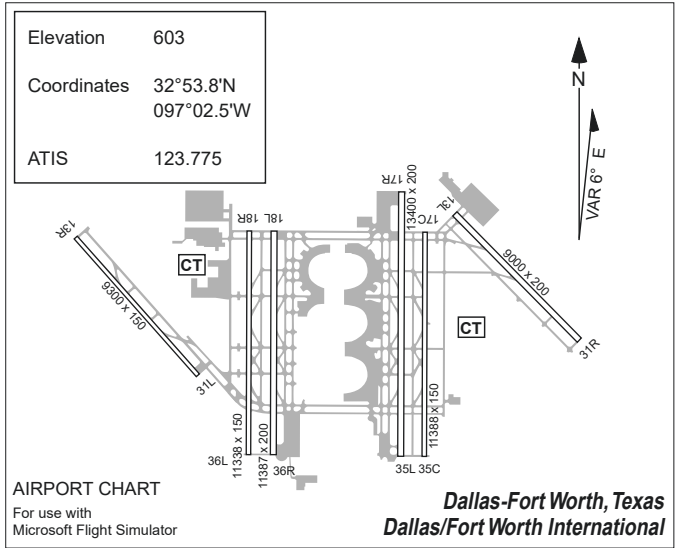 Elevation 603
Coordinates 32°53.8'N
097°02.5'W
ATIS 123.775
N
VAR 6° E
17R
13400 x 200
18R
18L
17C
13L
13R
CT
9000 x 200
9300 x 150
CT
31R
31L
11338 x 150
11387 x 200
11388 x 150
36L
36R
35L
35C
AIRPORT CHART
For use with
Microsoft Flight Simulator
Dallas-Fort Worth, Texas
Dallas/Fort Worth International